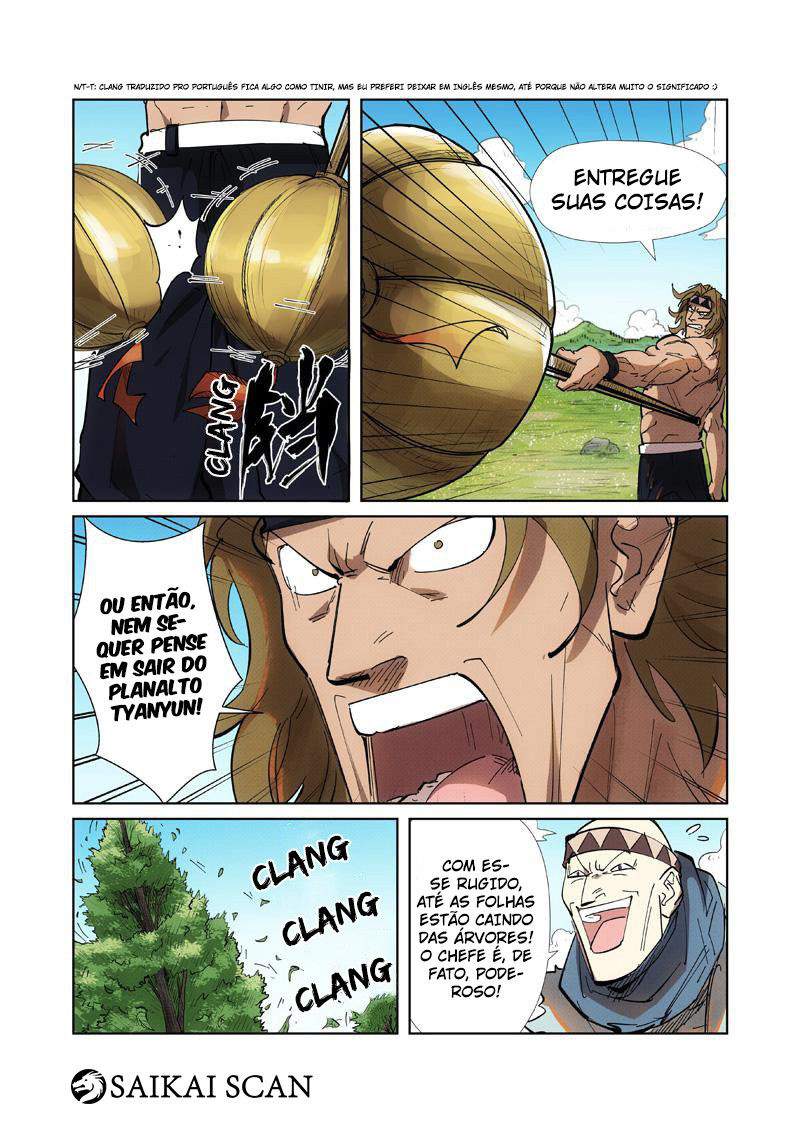 N/T-T: CLANG TRADUZIDO PRO PORTUGUÊS FICA ALGO COMO TINIR, MAS EU PREFERI DEIXAR EM INGLÊS MESMO, ATÉ PORQUE NÃO ALTERA MUITO O SIGNIFICADO :)
CLANG
ENTREGUE
SUAS COISAS!
OU ENTÃO,
NEM SE-
QUER PENSE
EM SAIR DO
PLANALTO
TYANYUN!
CLANG
CLANG
CLANG
COM ES-
SE RUGIDO,
ATÉ AS FOLHAS
ESTÃO CAINDO
DAS ÁRVORES!
O CHEFE É, DE
FATO, PODE-
ROSO!
SAIKAI SCAN